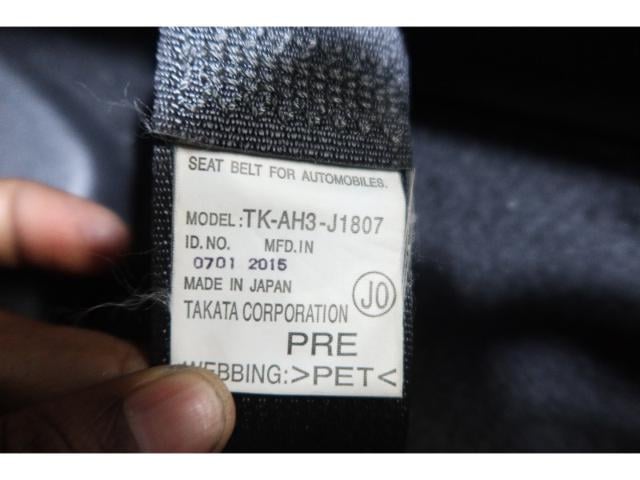 SEAT BELT FOR AUTOMOBILES.
MODEL:TK-AH3-J1807
ID.NO. MFD.IN
0701 2015
MADE IN JAPAN
JO
TAKATA CORPORATION
PRE
WEBBING:>PET<